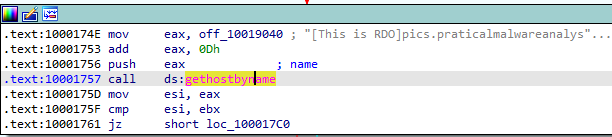 .text:1000174E mov     eax, off_10019040 ; "[This is RDO]pics.praticalmalwareanalys"...
.text:10001753 add     eax, 0Dh
.text:10001756 push    eax             ; name
.text:10001757 call    ds:gethostbyname
.text:1000175D mov     esi, eax
.text:1000175F cmp     esi, ebx
.text:10001761 jz      short loc_100017C0